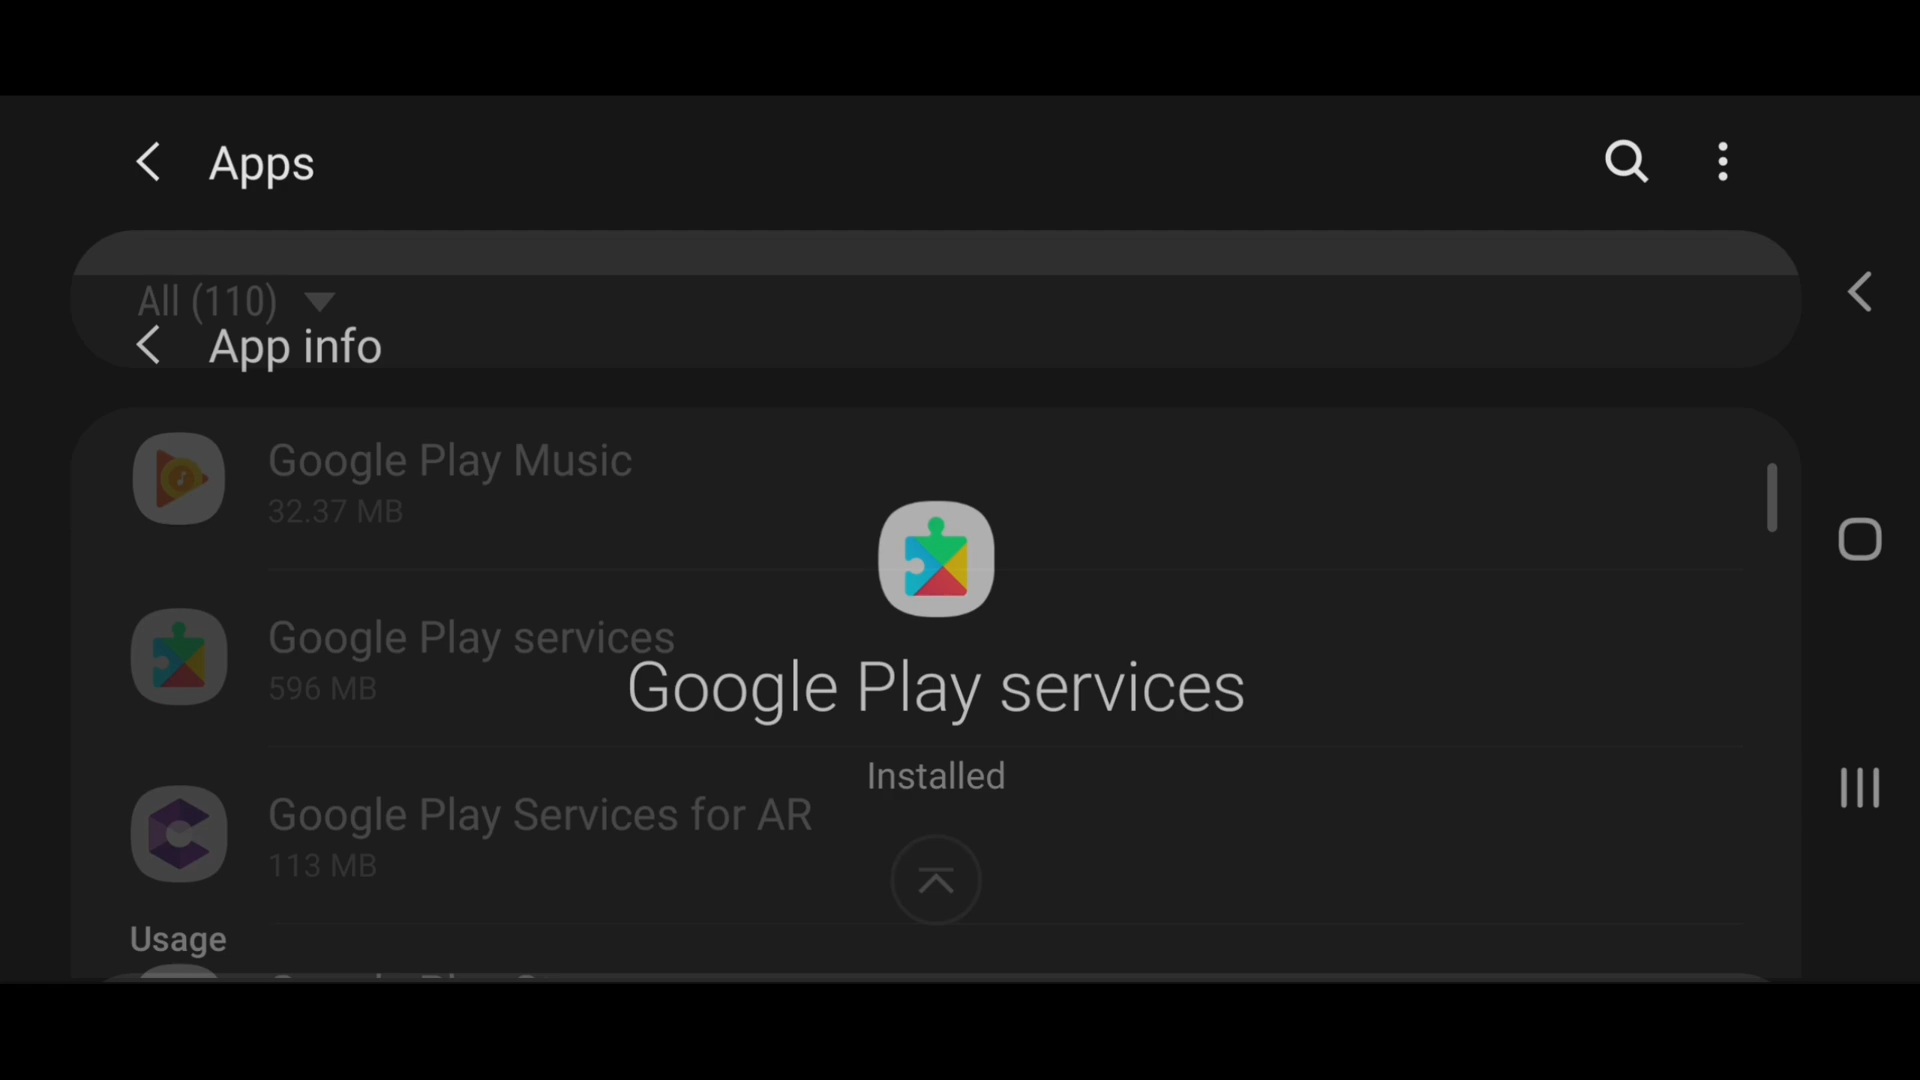 Apps
All (110)
App info
Google Play Music
32.37 MB
Google Play services
596 MB
Google Play services
Installed
Google Play Services for AR
113 MB
Usage